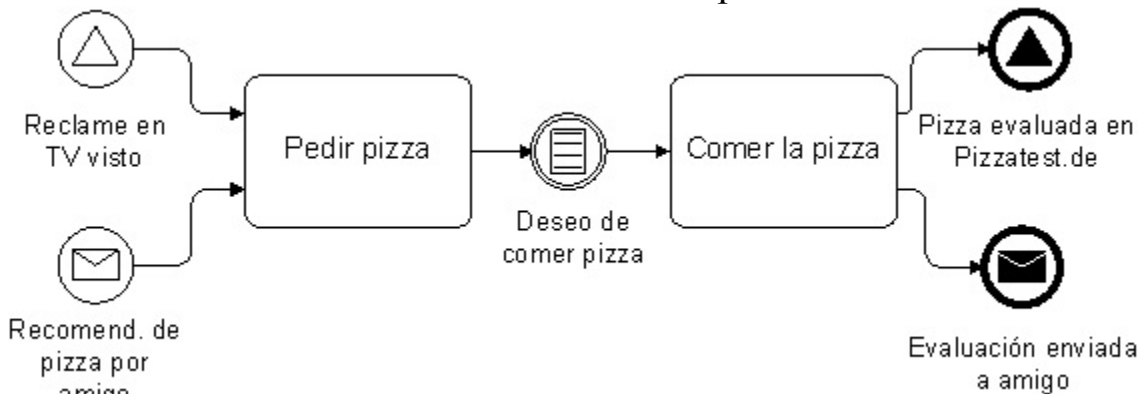 Reclame en
TV visto
Recomend. de
pizza por
Pedir pizza
Deseo de
comer pizza
Comer la pizza
Pizza evaluada en
Pizzatest.de
Evaluación enviada
a amigo